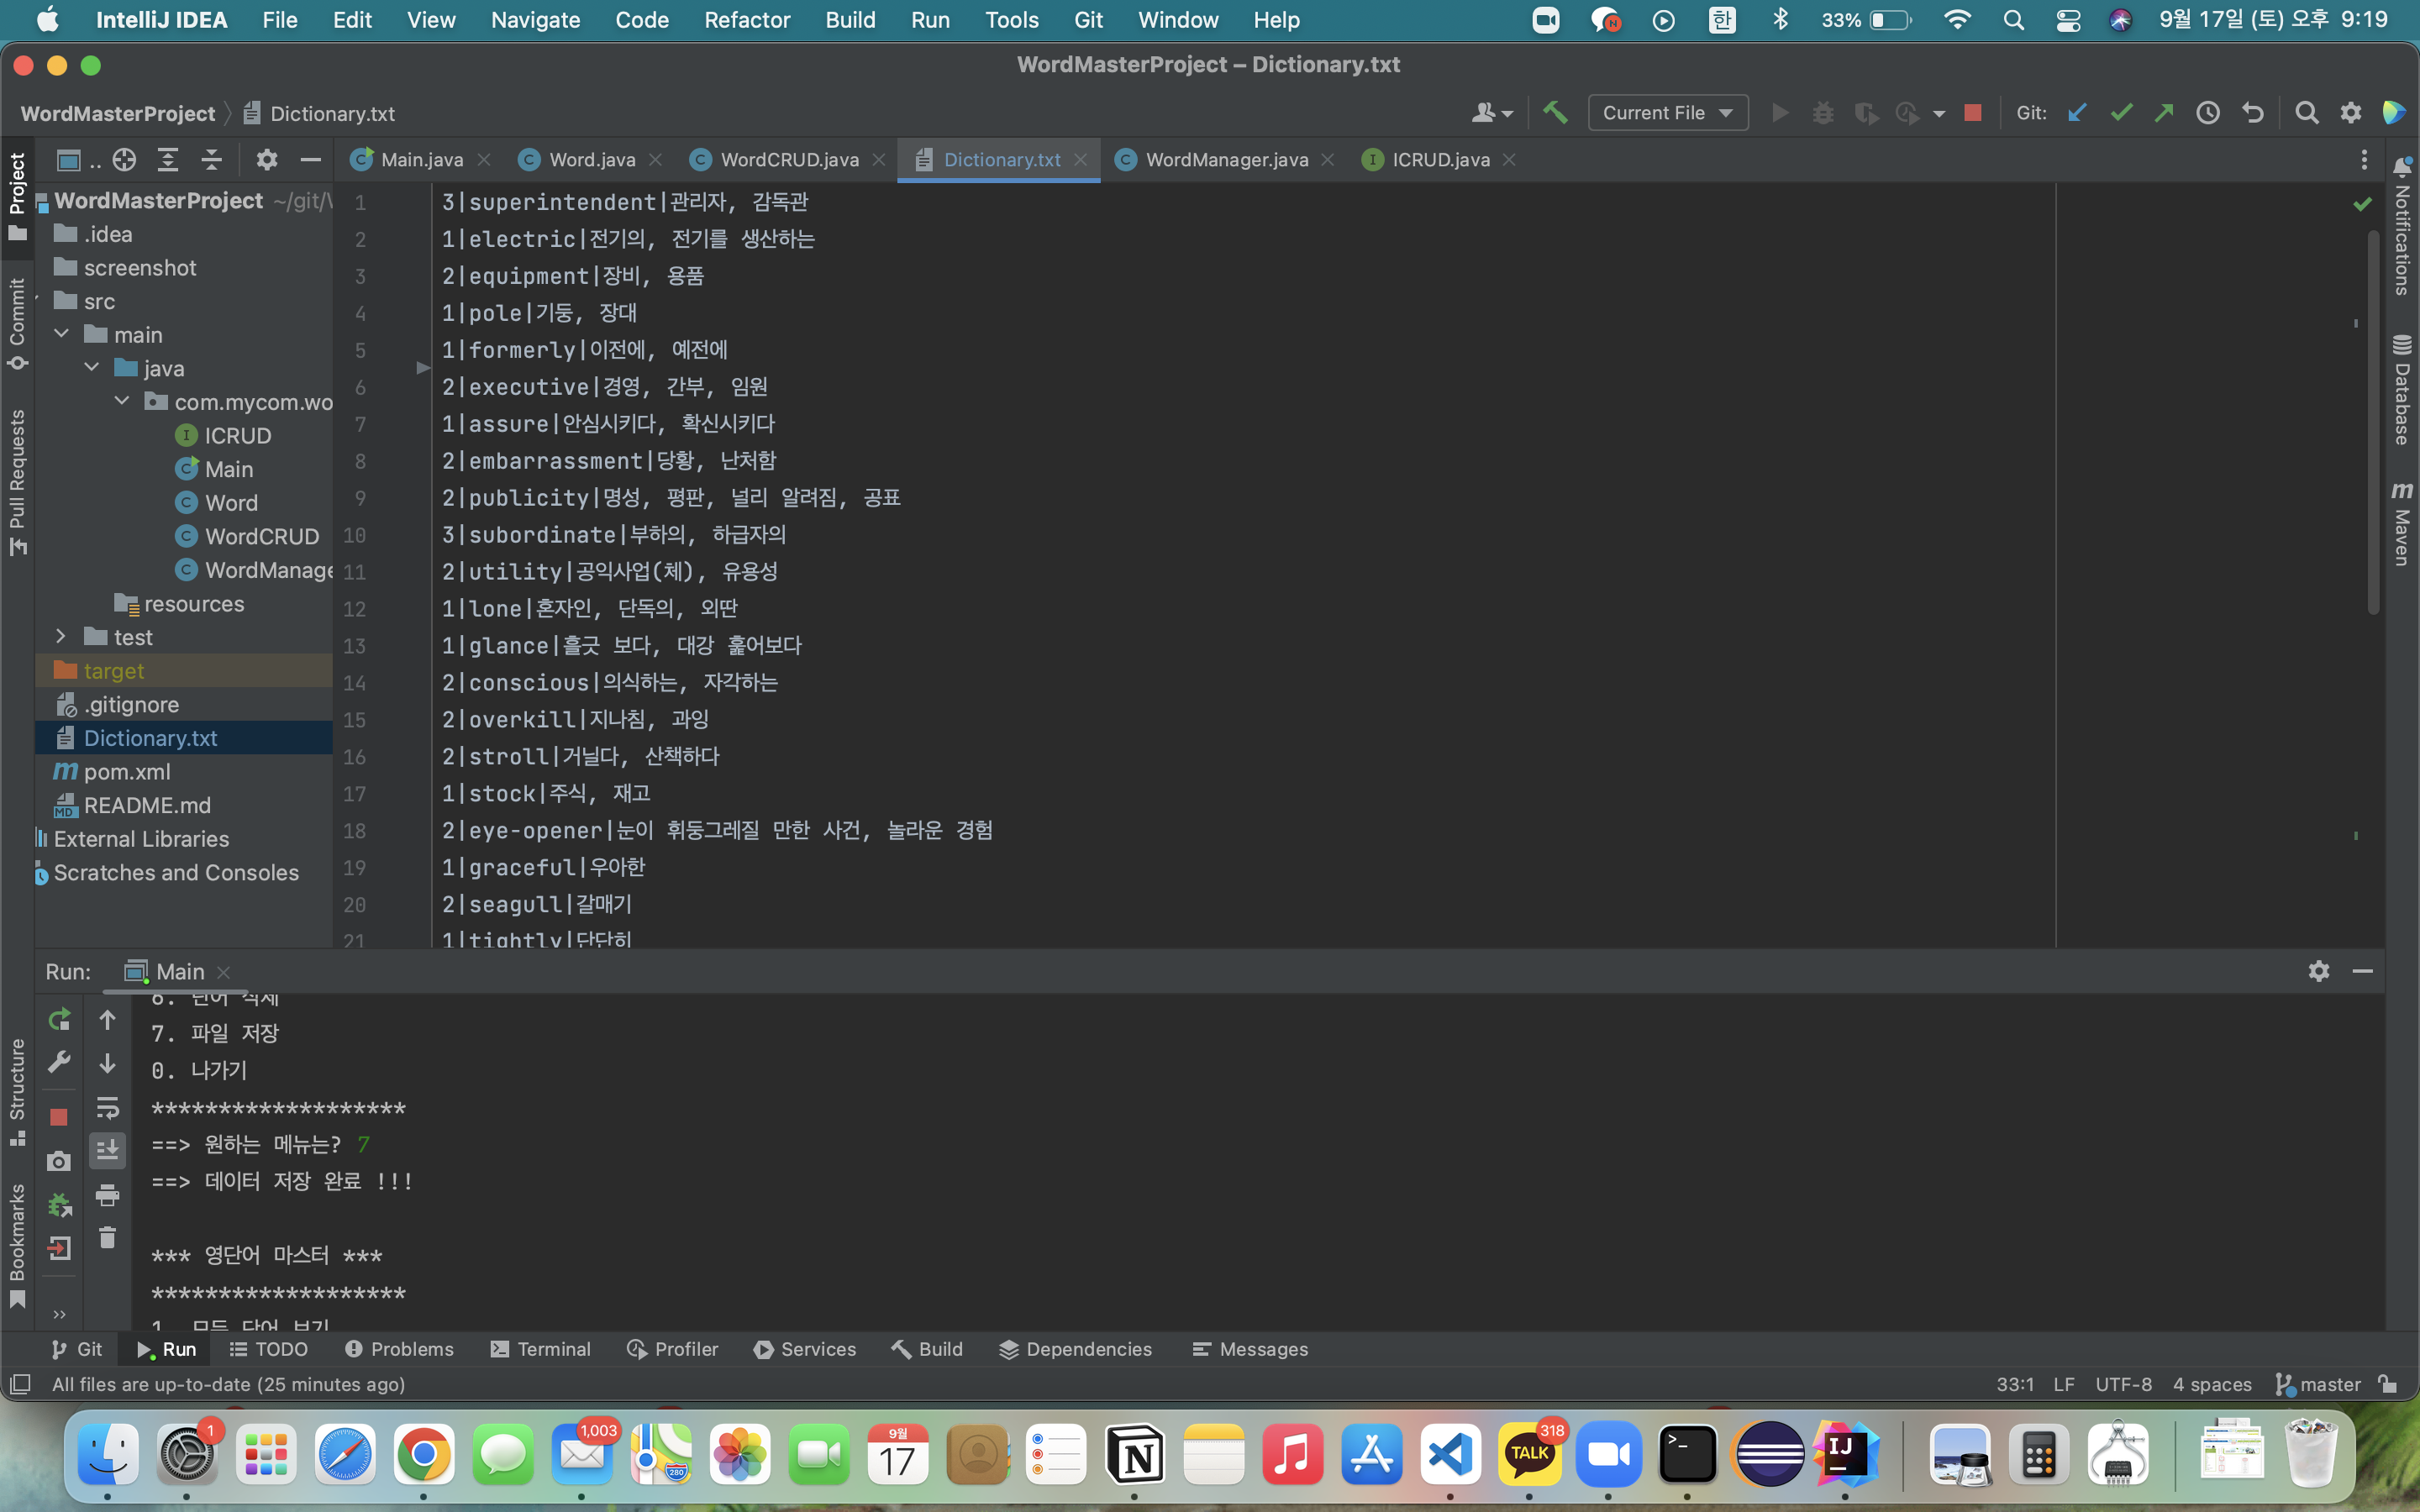 IntelliJ IDEA File Edit View Navigate Code Refactor Build Run Tools Git Window Help 한 33% 9월 17일 (토) 오후 9:19
WordMasterProject – Dictionary.txt
WordMasterProject Dictionary.txt Current File Git:
Main.java Word.java WordCRUD.java Dictionary.txt WordManager.java ICRUD.java
Project
Commit
Pull Requests
Structure
Bookmarks
WordMasterProject ~/git/
.idea
screenshot
src
main
java
com.mycom.wo
ICRUD
Main
Word
WordCRUD
WordManage
resources
test
target
.gitignore
Dictionary.txt
pom.xml
README.md
External Libraries
Scratches and Consoles
1 3|superintendent|관리자, 감독관
2 1|electric|전기의, 전기를 생산하는
3 2|equipment|장비, 용품
4 1|pole|기둥, 장대
5 1|formerly|이전에, 예전에
6 2|executive|경영, 간부, 임원
7 1|assure|안심시키다, 확신시키다
8 2|embarrassment|당황, 난처함
9 2|publicity|명성, 평판, 널리 알려짐, 공표
10 3|subordinate|부하의, 하급자의
11 2|utility|공익사업(체), 유용성
12 1|lone|혼자인, 단독의, 외딴
13 1|glance|흘긋 보다, 대강 훑어보다
14 2|conscious|의식하는, 자각하는
15 2|overkill|지나침, 과잉
16 2|stroll|거닐다, 산책하다
17 1|stock|주식, 재고
18 2|eye-opener|눈이 휘둥그레질 만한 사건, 놀라운 경험
19 1|graceful|우아한
20 2|seagull|갈매기
21 1|tightly|단단히
Notifications
Database
Maven
Run: Main
6. 단어 삭제
7. 파일 저장
0. 나가기
*******************
==> 원하는 메뉴는? 7
==> 데이터 저장 완료 !!!
*** 영단어 마스터 ***
*******************
1. 모든 단어 보기
Git Run TODO Problems Terminal Profiler Services Build Dependencies Messages
All files are up-to-date (25 minutes ago) 33:1 LF UTF-8 4 spaces master
1 1,003 280 9월 17 N TALK 318 >_ IJ